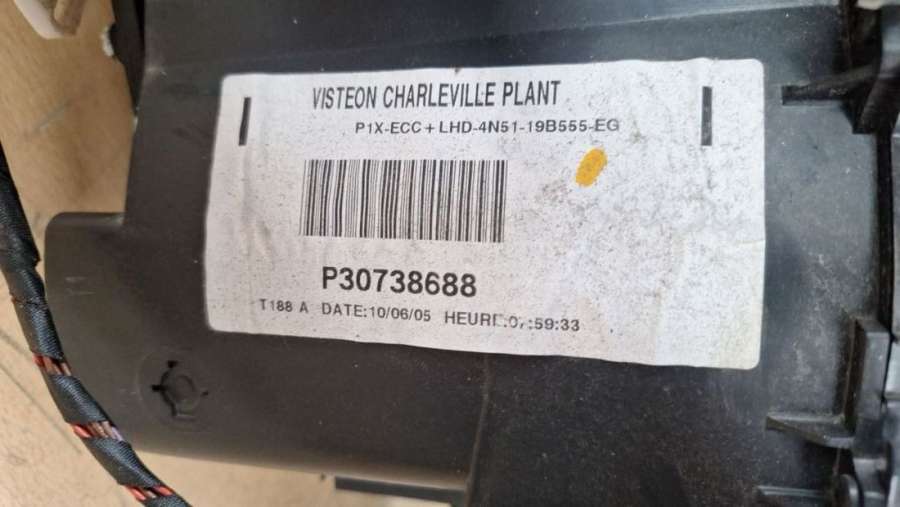 VISTEON CHARLEVILLE PLANT
P1X-ECC + LHD-4N51-19B555-EG
P30738688
T188 A DATE:10/06/05 HEURE:07:59:33